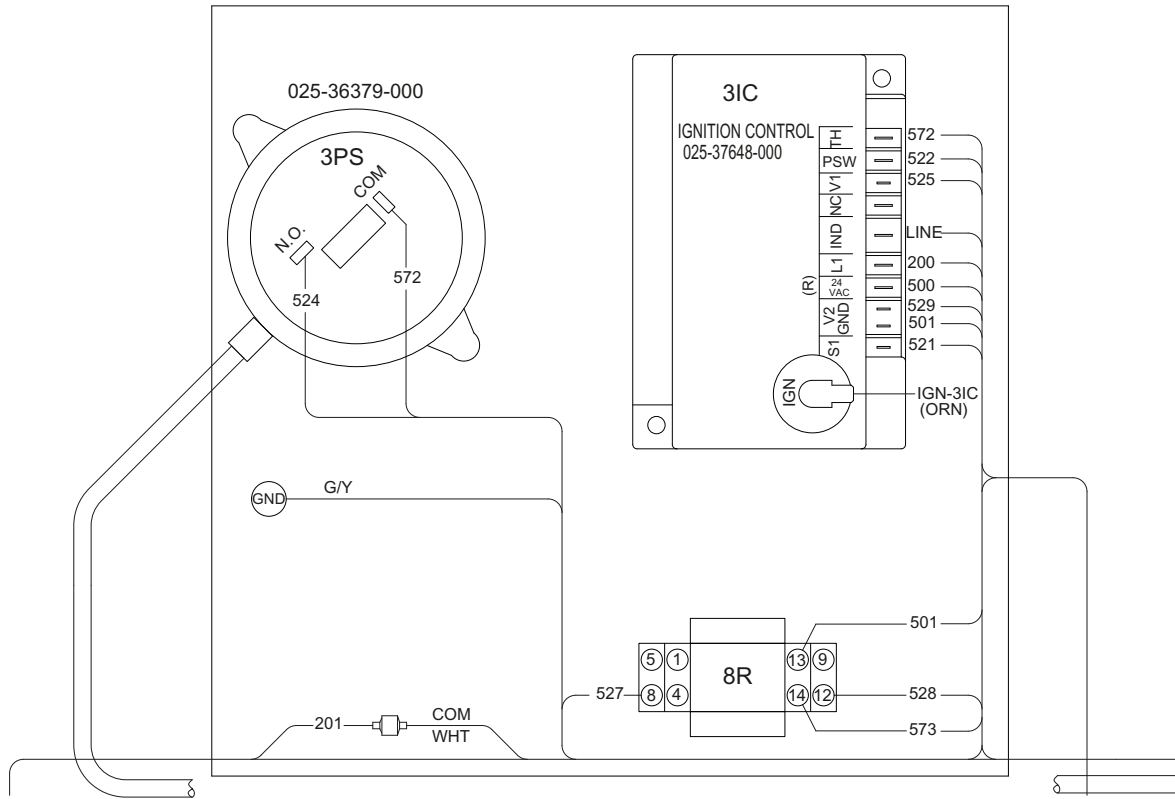 025-36379-000
3PS
COM
N.O.
572
524
GND
G/Y
201
COM
WHT
3IC
IGNITION CONTROL
025-37648-000
TH
572
PSW
522
V1
525
NC
IND
LINE
L1
200
(R)
24
VAC
500
V2
529
GND
501
S1
521
IGN
IGN-3IC
(ORN)
501
5
1
13
9
8R
527
8
4
14
12
528
573